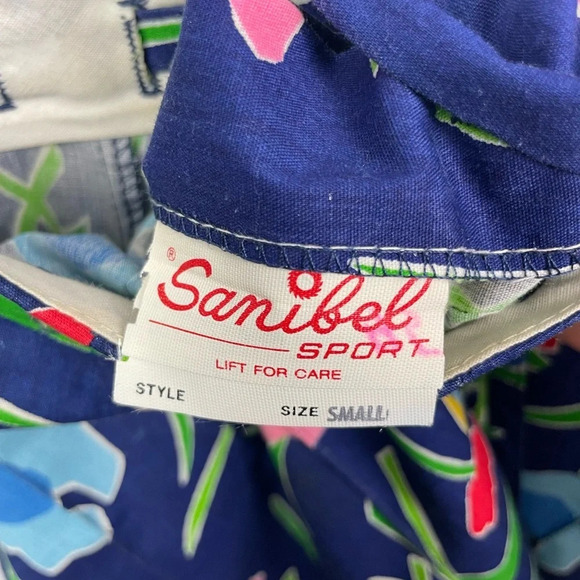 ® Sanibel
SPORT
LIFT FOR CARE
STYLE
SIZE SMALL